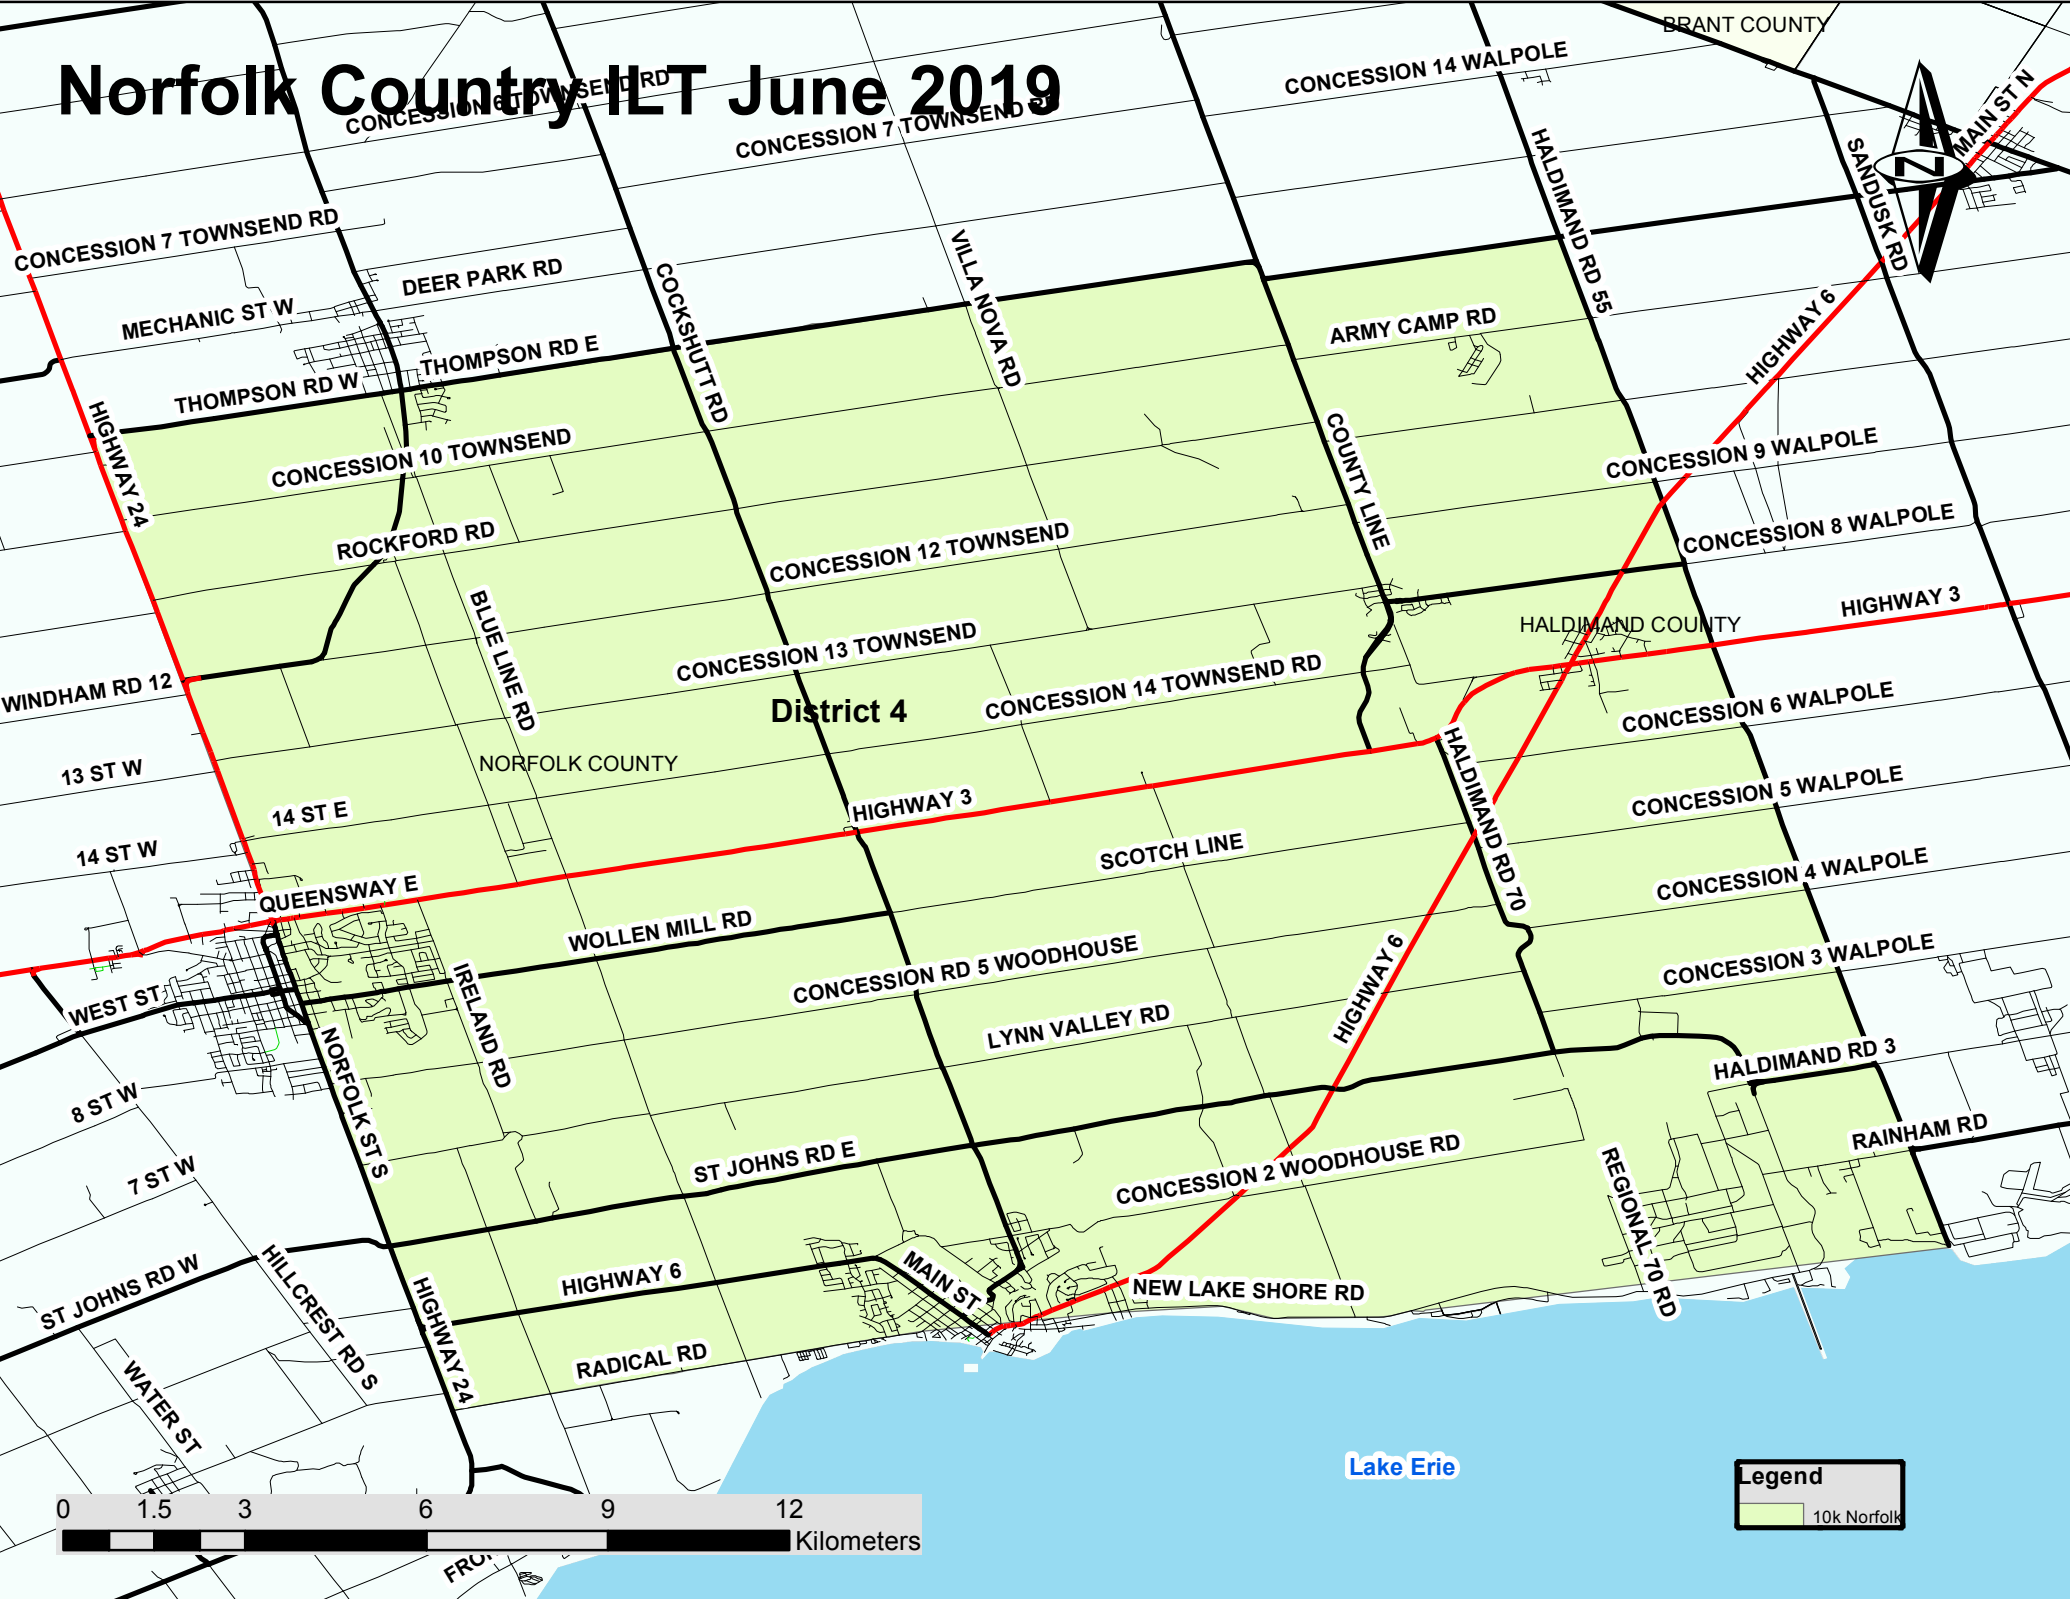 BRANT COUNTY
Norfolk Country ILT June 2019
CONCESSION 6 TOWNSEND RD
CONCESSION 7 TOWNSEND RD
CONCESSION 14 WALPOLE
MAIN ST N
HALDIMAND RD 55
SANDUSK RD
N
CONCESSION 7 TOWNSEND RD
DEER PARK RD
MECHANIC ST W
COCKSHUTT RD
VILLA NOVA RD
ARMY CAMP RD
HIGHWAY 6
THOMPSON RD E
THOMPSON RD W
HIGHWAY 24
CONCESSION 10 TOWNSEND
COUNTY LINE
CONCESSION 9 WALPOLE
ROCKFORD RD
CONCESSION 12 TOWNSEND
CONCESSION 8 WALPOLE
BLUE LINE RD
HIGHWAY 3
HALDIMAND COUNTY
CONCESSION 13 TOWNSEND
CONCESSION 14 TOWNSEND RD
WINDHAM RD 12
District 4
CONCESSION 6 WALPOLE
NORFOLK COUNTY
13 ST W
HALDIMAND RD 70
CONCESSION 5 WALPOLE
14 ST E
HIGHWAY 3
14 ST W
SCOTCH LINE
CONCESSION 4 WALPOLE
QUEENSWAY E
WOLLEN MILL RD
CONCESSION RD 5 WOODHOUSE
CONCESSION 3 WALPOLE
HIGHWAY 6
WEST ST
IRELAND RD
LYNN VALLEY RD
NORFOLK ST S
HALDIMAND RD 3
8 ST W
RAINHAM RD
ST JOHNS RD E
CONCESSION 2 WOODHOUSE RD
7 ST W
REGIONAL 70 RD
HILLCREST RD S
ST JOHNS RD W
HIGHWAY 6
MAIN ST
NEW LAKE SHORE RD
HIGHWAY 24
RADICAL RD
WATER ST
Lake Erie
Legend
10k Norfolk
0 1.5 3 6 9 12
Kilometers